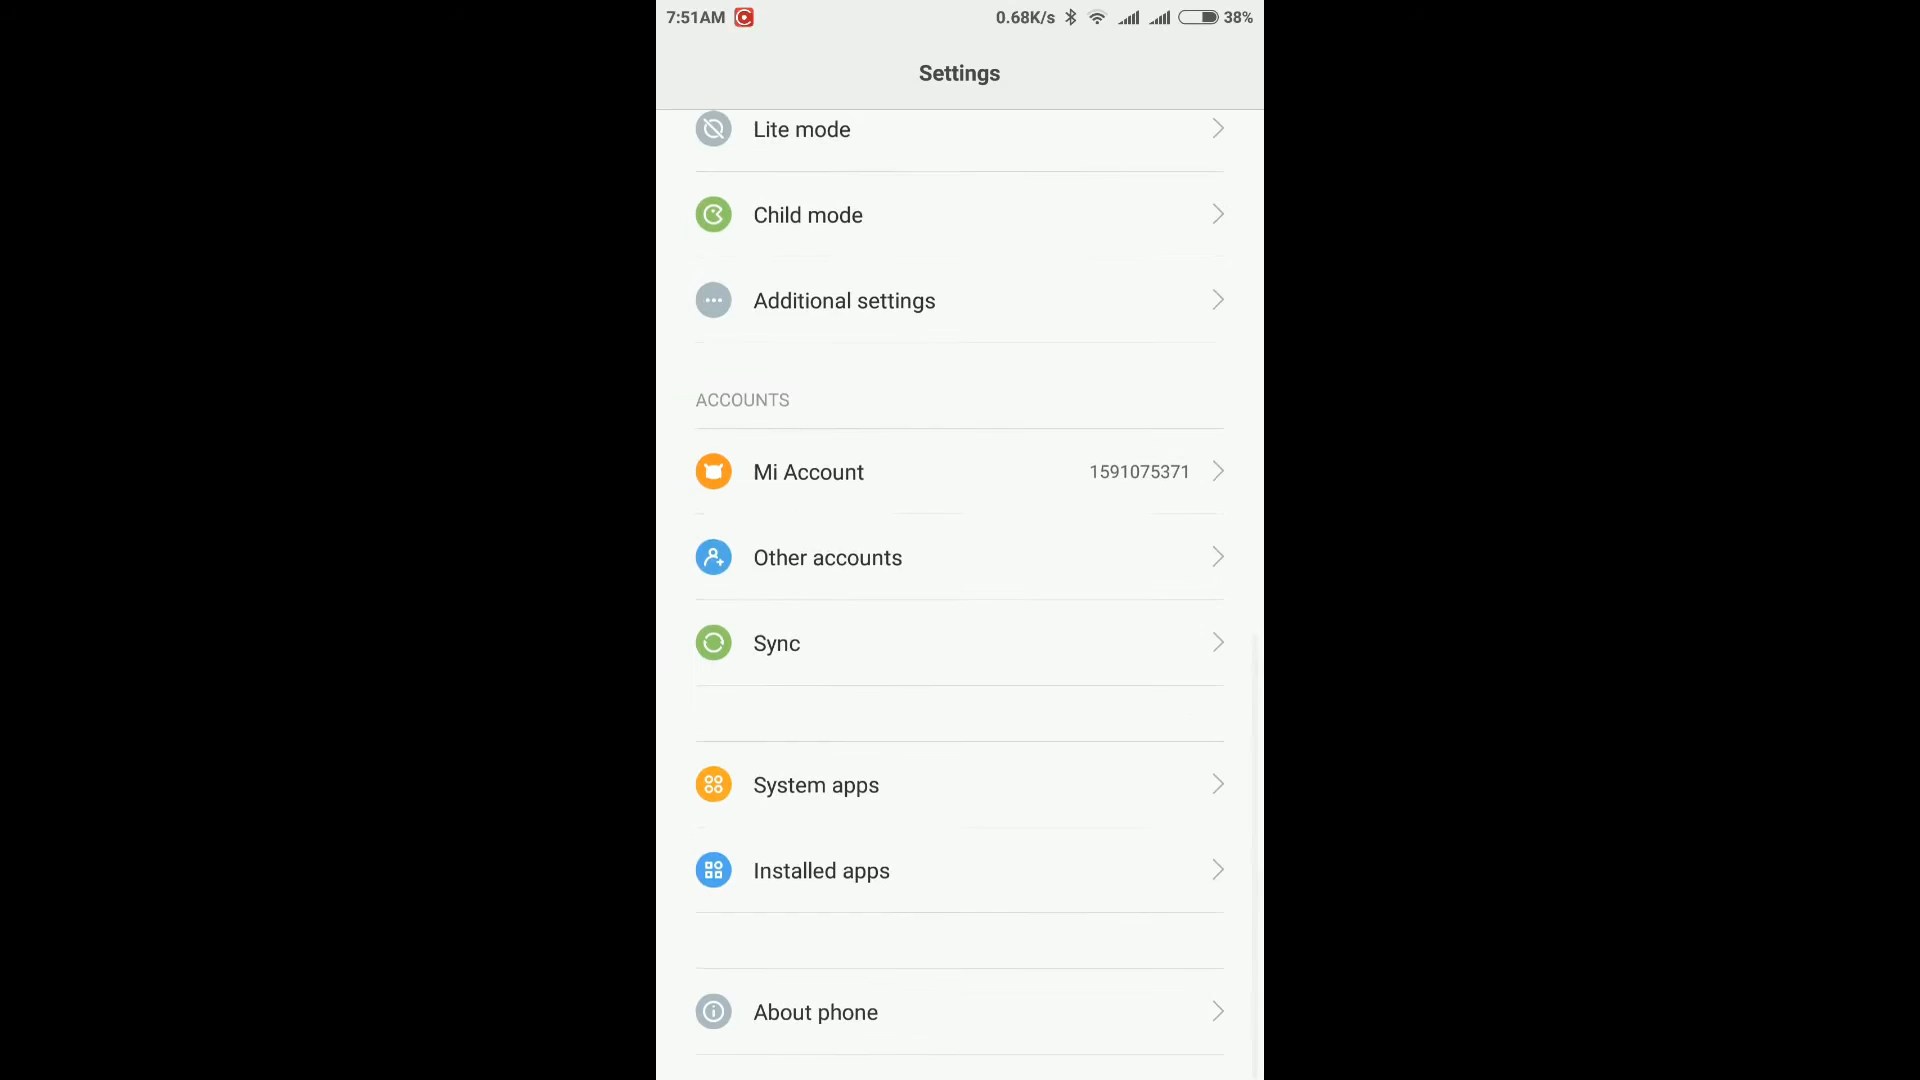 7:51AM 0.68K/s 38%
Settings
Lite mode
Child mode
Additional settings
ACCOUNTS
Mi Account 1591075371
Other accounts
Sync
System apps
Installed apps
About phone